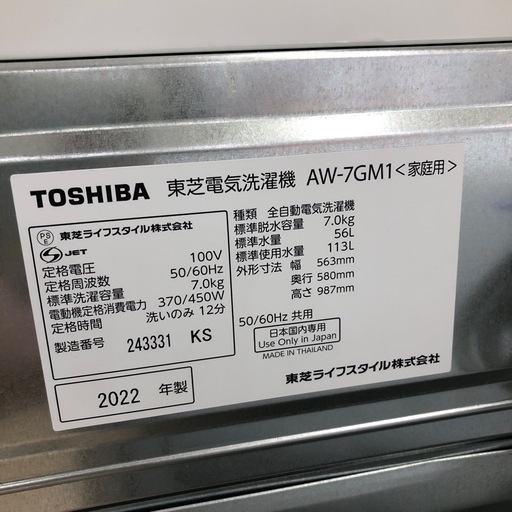 TOSHIBA 東芝電気洗濯機 AW-7GM1<家庭用>
PS E 東芝ライフスタイル株式会社
S JET
定格電圧 100V
定格周波数 50/60Hz
標準洗濯容量 7.0kg
電動機定格消費電力 370/450W
定格時間 洗いのみ 12分
製造番号 243331 KS
2022 年製
種類 全自動電気洗濯機
標準脱水容量 7.0kg
標準水量 56L
標準使用水量 113L
外形寸法 幅 563mm
奥行 580mm
高さ 987mm
50/60Hz 共用
日本国内専用
Use Only in Japan
MADE IN THAILAND
東芝ライフスタイル株式会社